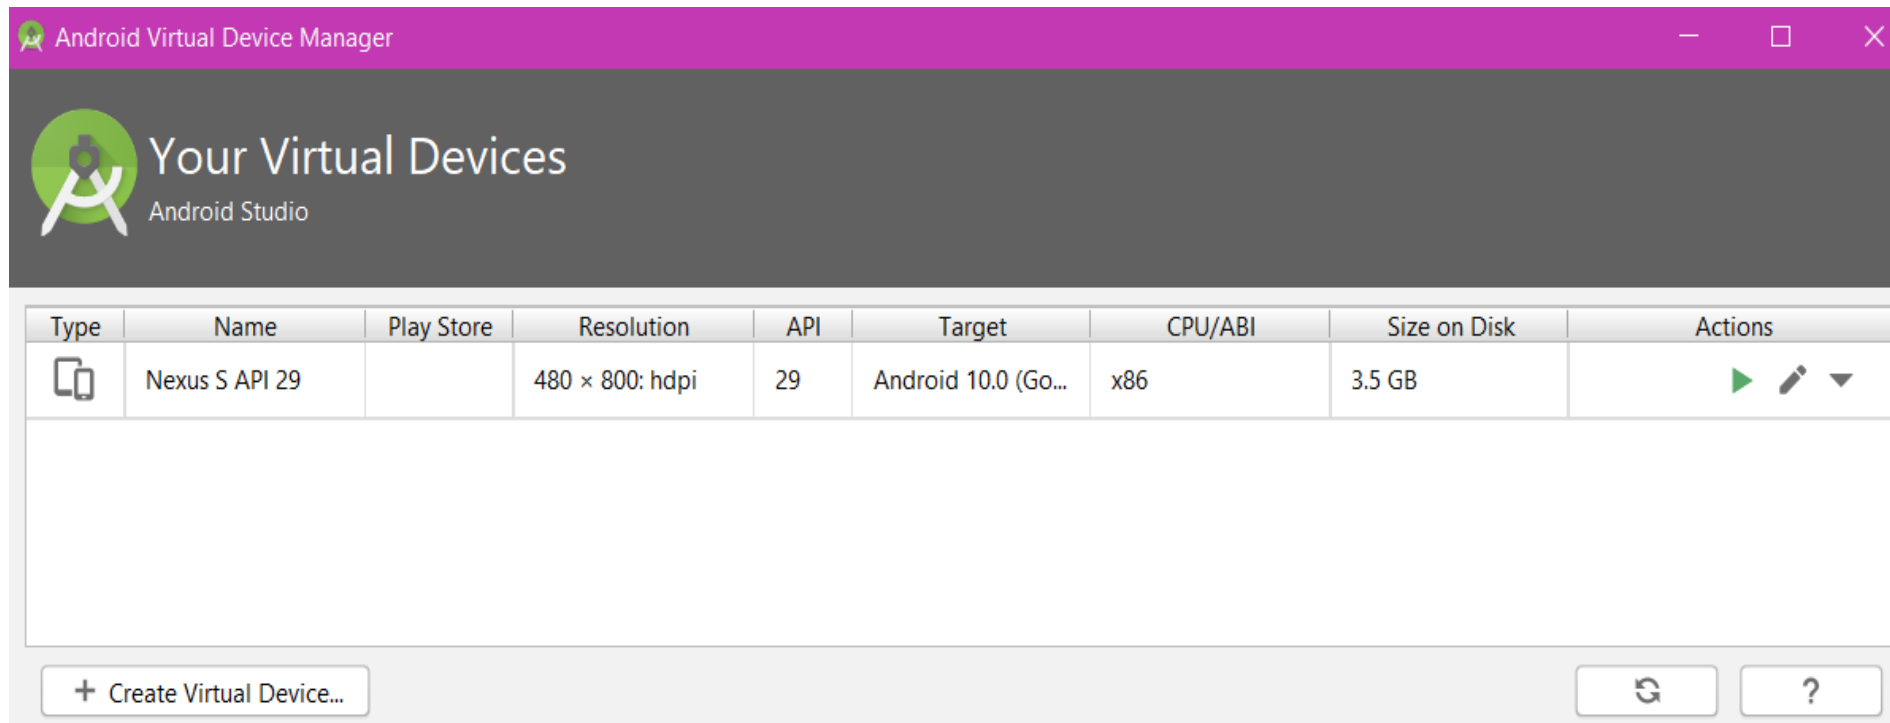 Android Virtual Device Manager
Your Virtual Devices
Android Studio
Type Name Play Store Resolution API Target CPU/ABI Size on Disk Actions
Nexus S API 29 480 × 800: hdpi 29 Android 10.0 (Go... x86 3.5 GB
+ Create Virtual Device... ?